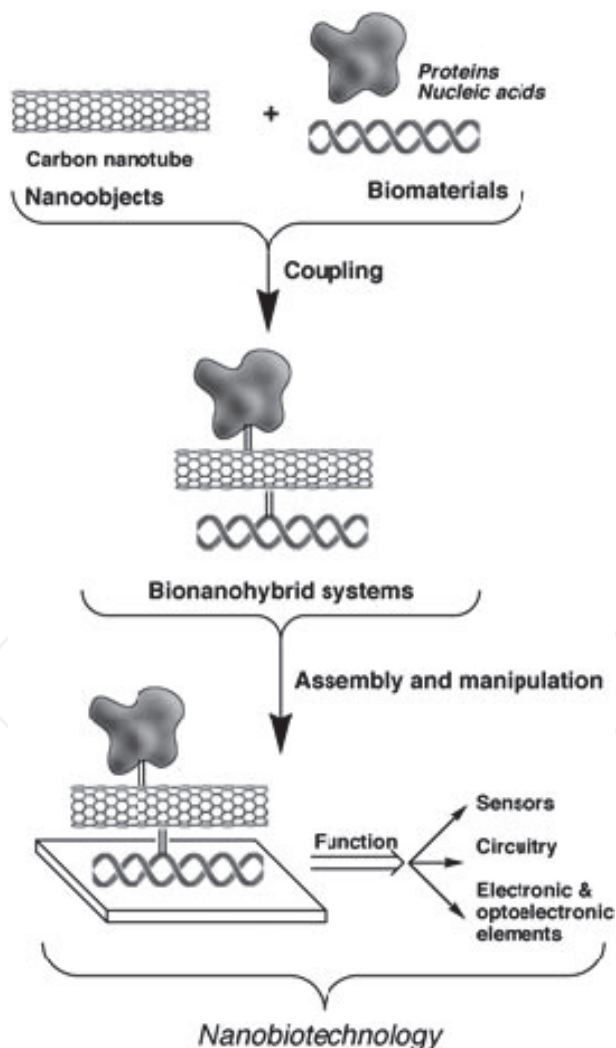 Proteins
Nucleic acids
+
Carbon nanotube
Nanoobjects
Biomaterials
Coupling
Bionanohybrid systems
Assembly and manipulation
Function
Sensors
Circuitry
Electronic &
optoelectronic
elements
Nanobiotechnology